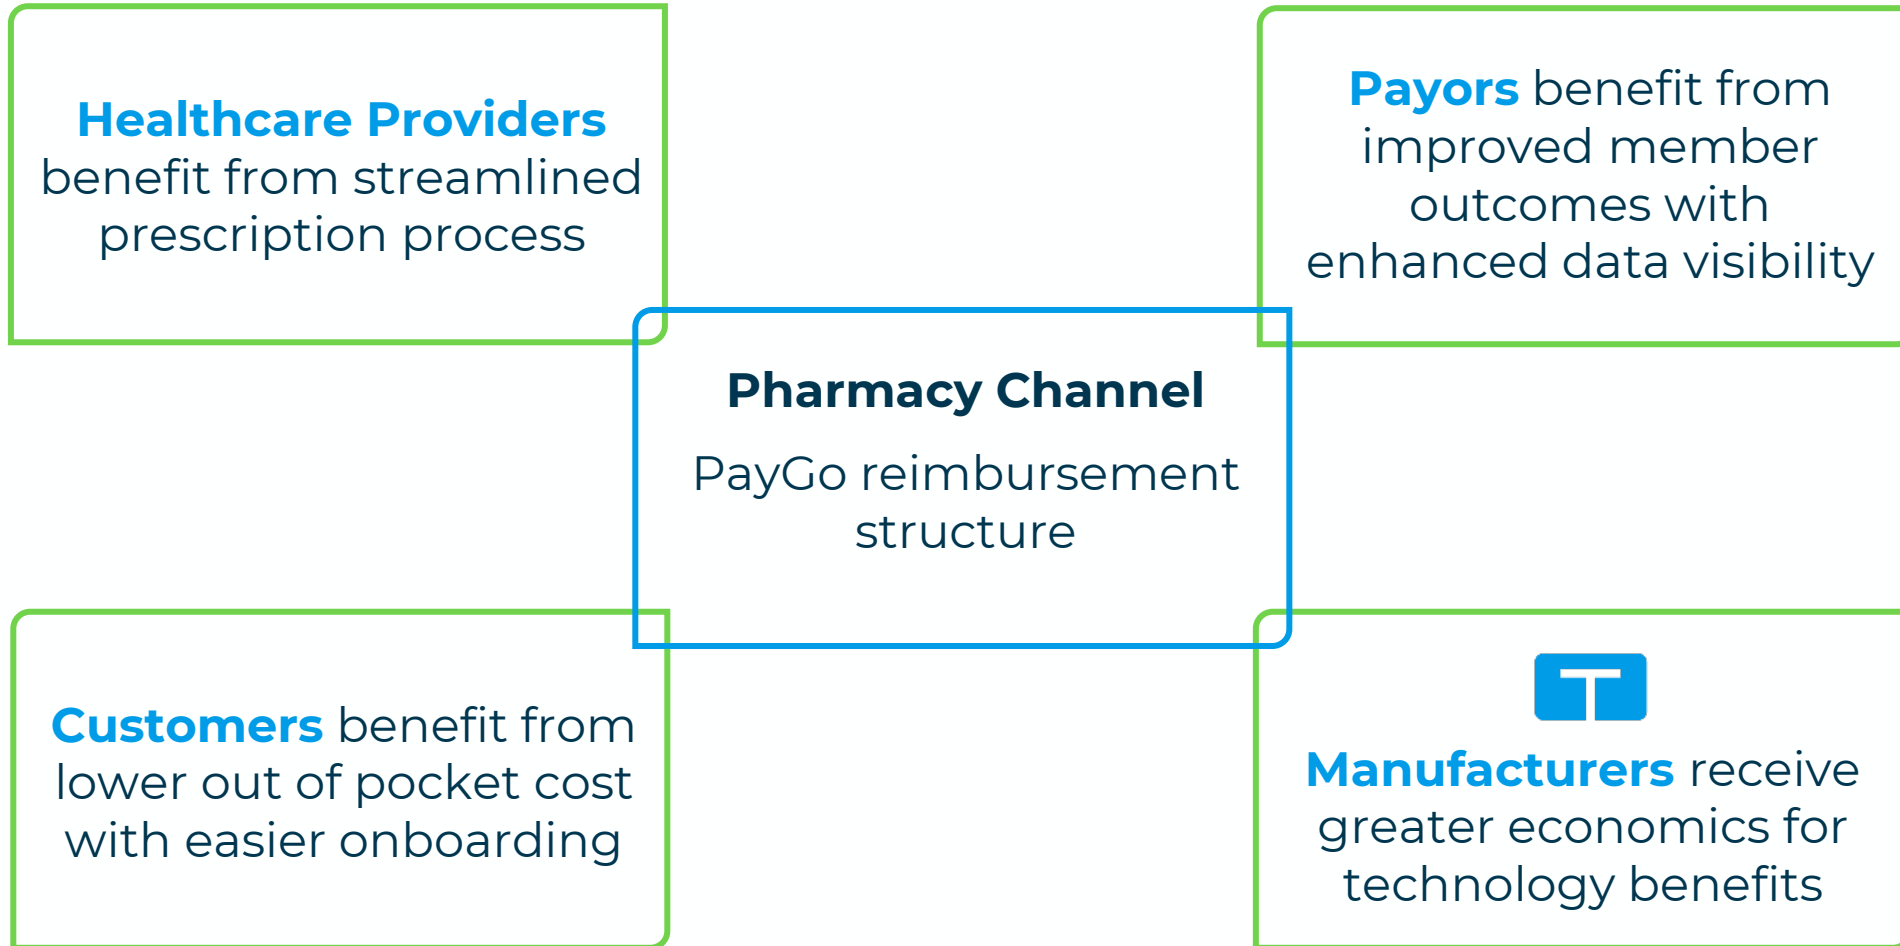 Healthcare Providers
benefit from streamlined
prescription process
Payors benefit from
improved member
outcomes with
enhanced data visibility
Pharmacy Channel
PayGo reimbursement
structure
Customers benefit from
lower out of pocket cost
with easier onboarding
T
Manufacturers receive
greater economics for
technology benefits